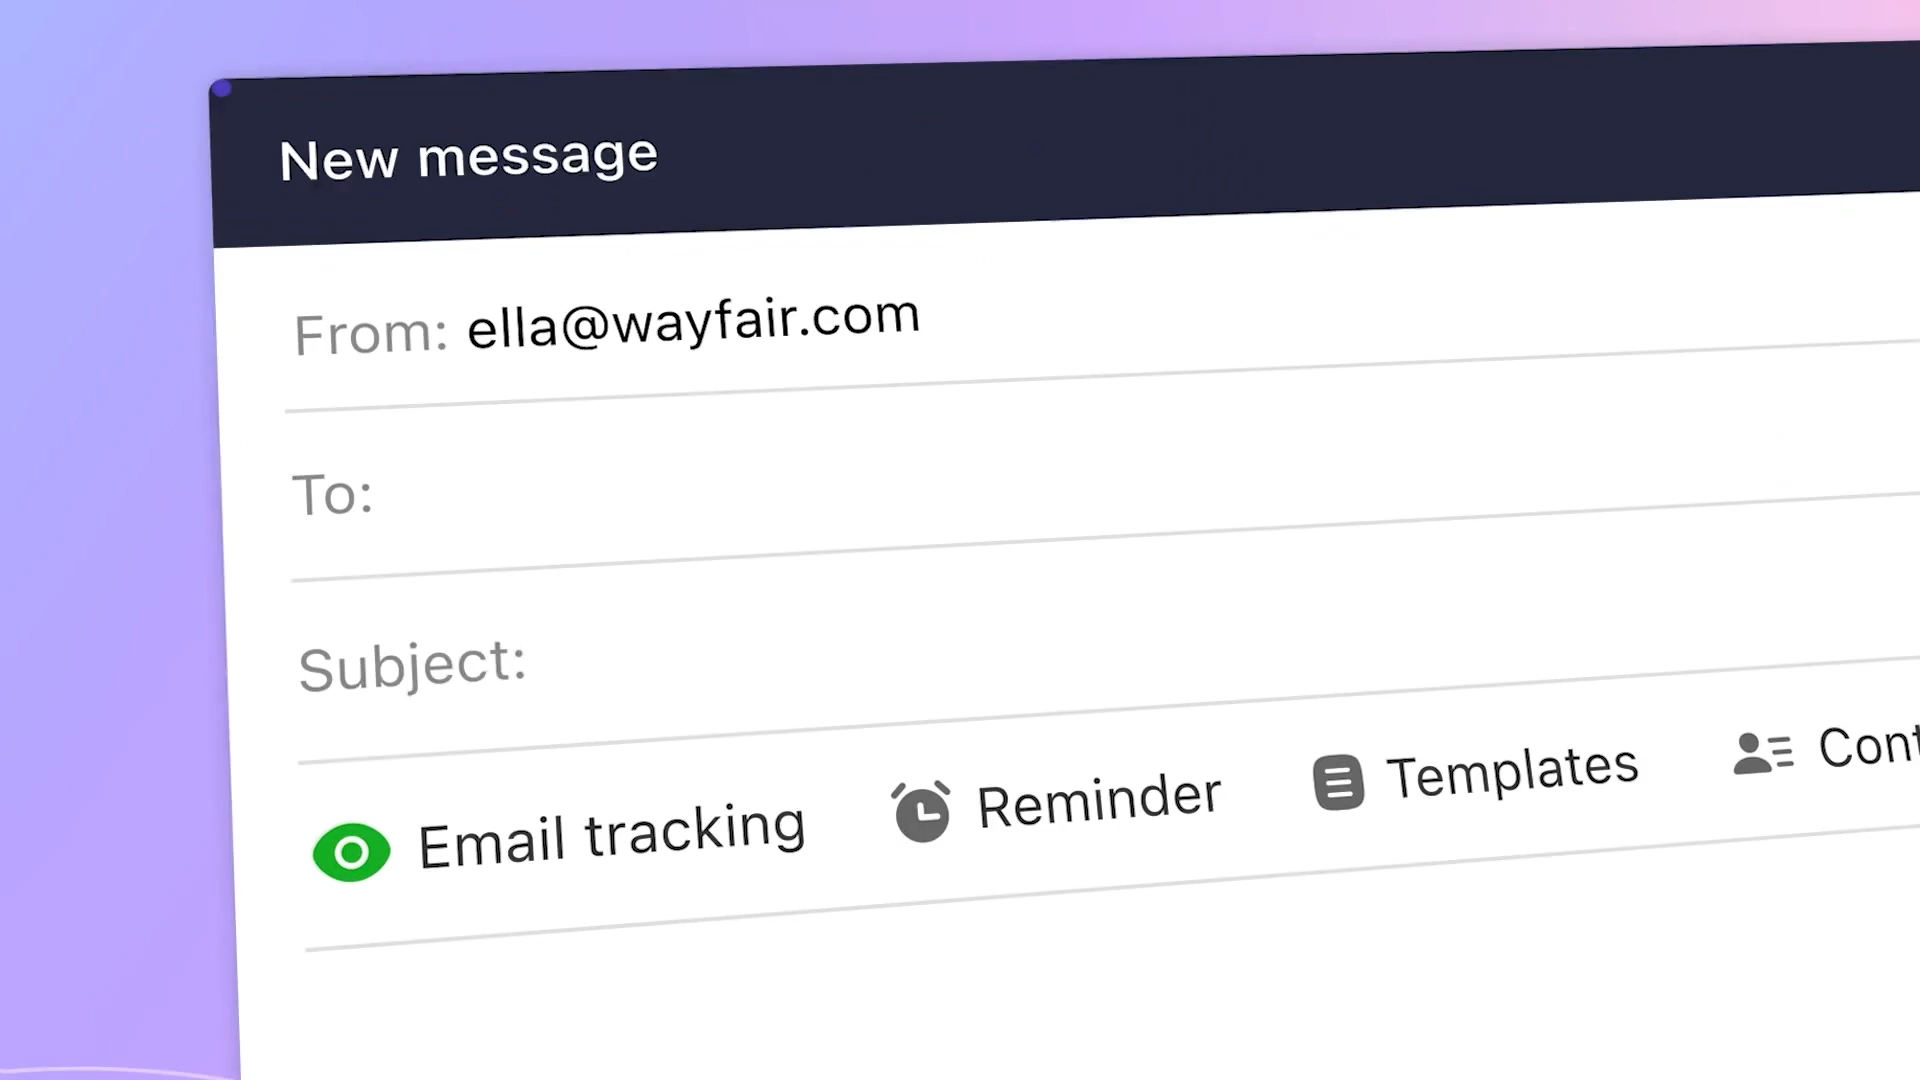 New message
From: ella@wayfair.com
To:
Subject:
Email tracking Reminder Templates